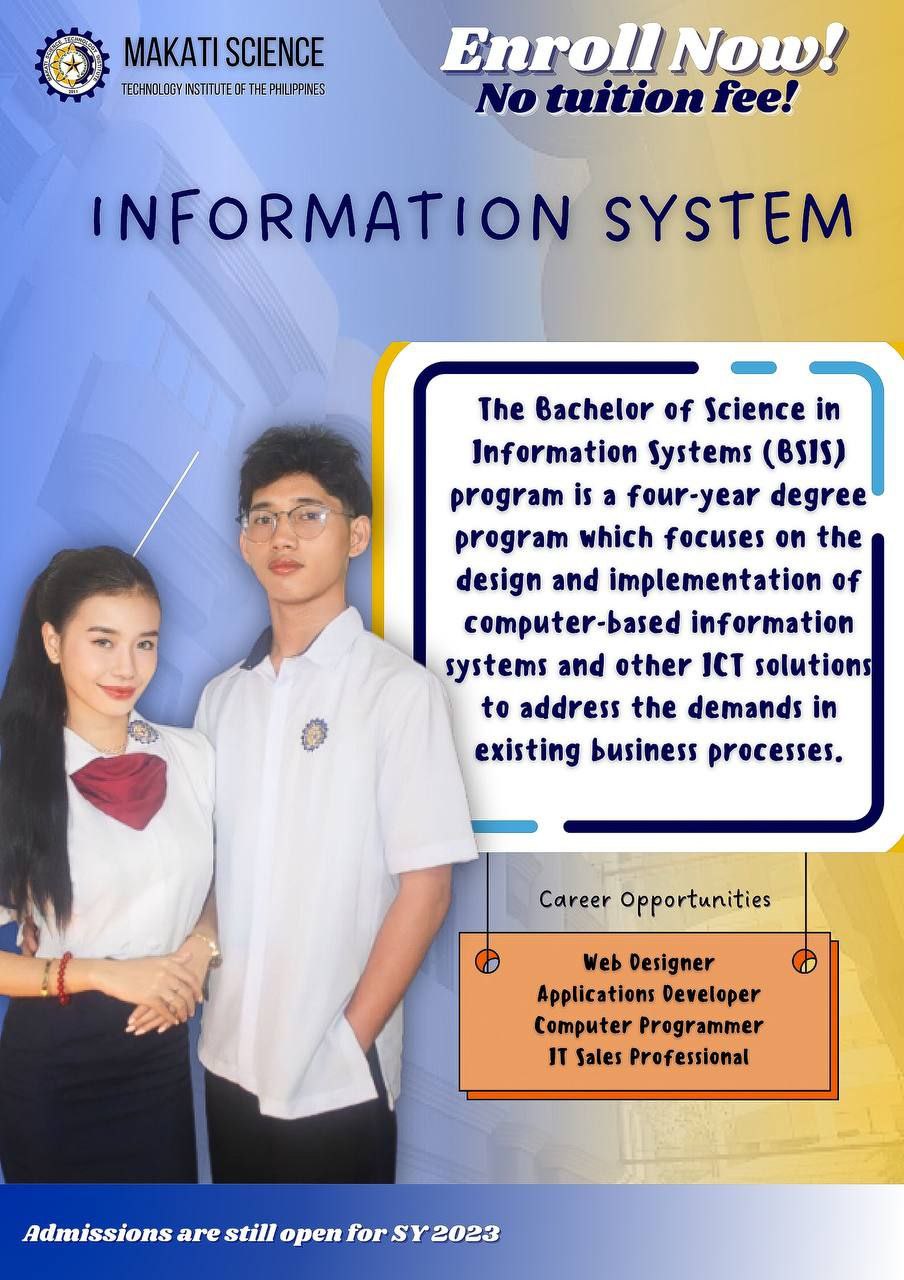 MAKATI SCIENCE
TECHNOLOGY INSTITUTE OF THE PHILIPPINES
Enroll Now!
No tuition fee!
INFORMATION SYSTEM
The Bachelor of Science in
Information Systems (BSIS)
program is a four-year degree
program which focuses on the
design and implementation of
computer-based information
systems and other ICT solutions
to address the demands in
existing business processes.
Career Opportunities
Web Designer
Applications Developer
Computer Programmer
IT Sales Professional
Admissions are still open for SY 2023